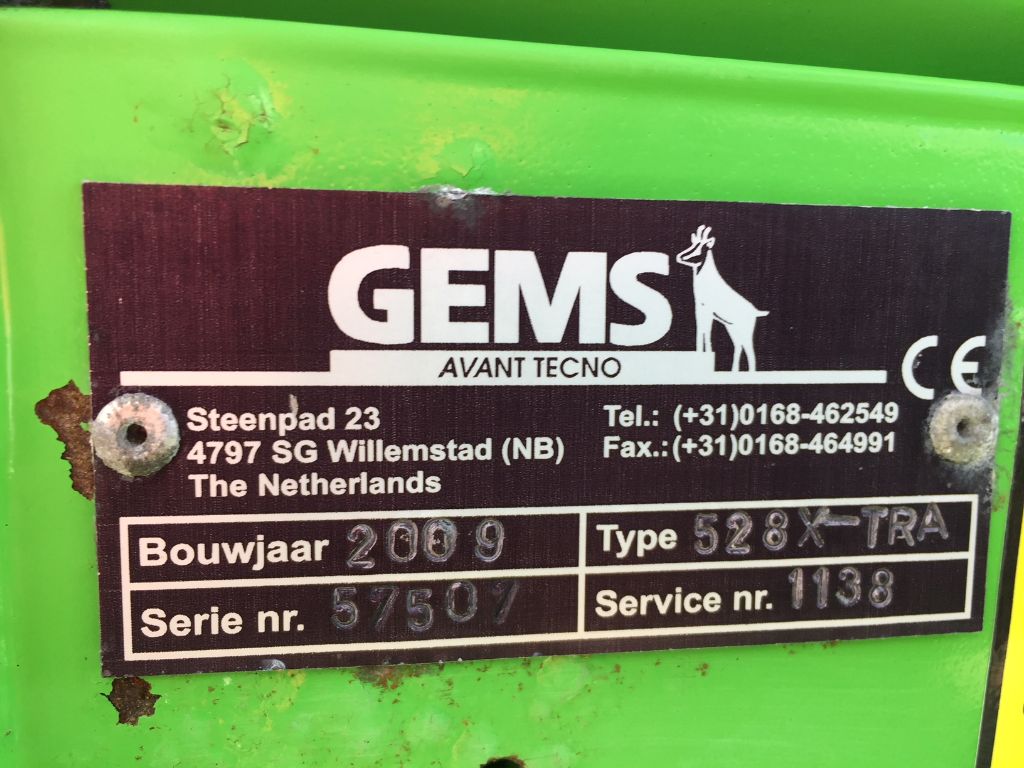 GEMS
AVANT TECNO
CE
Steenpad 23
4797 SG Willemstad (NB)
The Netherlands
Tel.: (+31)0168-462549
Fax.:(+31)0168-464991
Bouwjaar 2009
Type 528X-TRA
Serie nr. 57507
Service nr. 1138